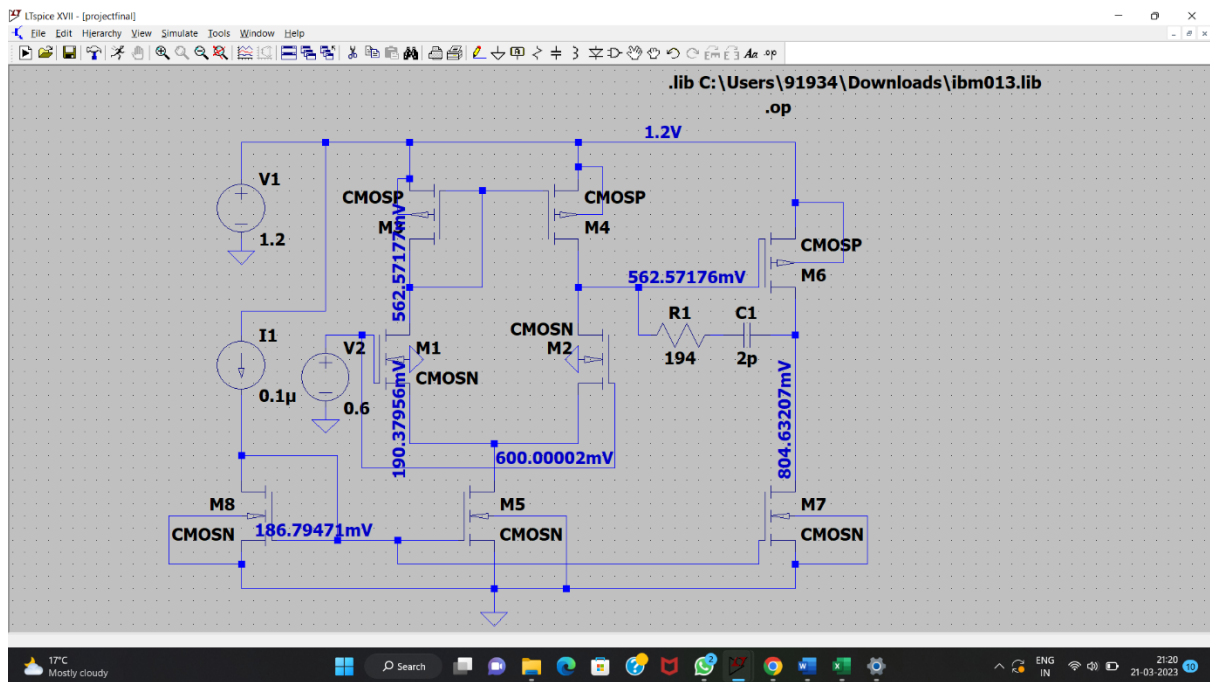 LTspice XVII - [projectfinal]
File Edit Hierarchy View Simulate Tools Window Help
.lib C:\Users\91934\Downloads\ibm013.lib
.op
1.2V
V1
1.2
CMOSP
M3
CMOSP
M4
CMOSP
M6
562.57177mV
562.57176mV
R1
194
C1
2p
I1
0.1µ
V2
0.6
M1
CMOSN
CMOSN
M2
190.37956mV
600.00002mV
804.63207mV
M8
CMOSN
186.79471mV
M5
CMOSN
M7
CMOSN
17°C
Mostly cloudy
Search
2
ENG
IN
21:20
21-03-2023
10